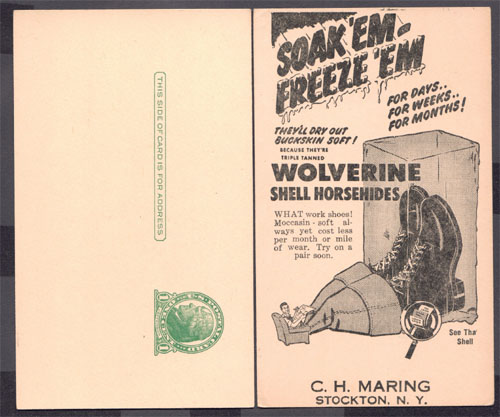 THIS SIDE OF CARD IS FOR ADDRESS
SOAK 'EM-
FREEZE 'EM
FOR DAYS..
FOR WEEKS..
FOR MONTHS!
THEY'LL DRY OUT
BUCKSKIN SOFT!
BECAUSE THEY'RE
TRIPLE TANNED
WOLVERINE
SHELL HORSEHIDES
WHAT work shoes!
Moccasin-soft al-
ways yet cost less
per month or mile
of wear. Try on a
pair soon.
See Tha
Shell
C. H. MARING
STOCKTON, N. Y.